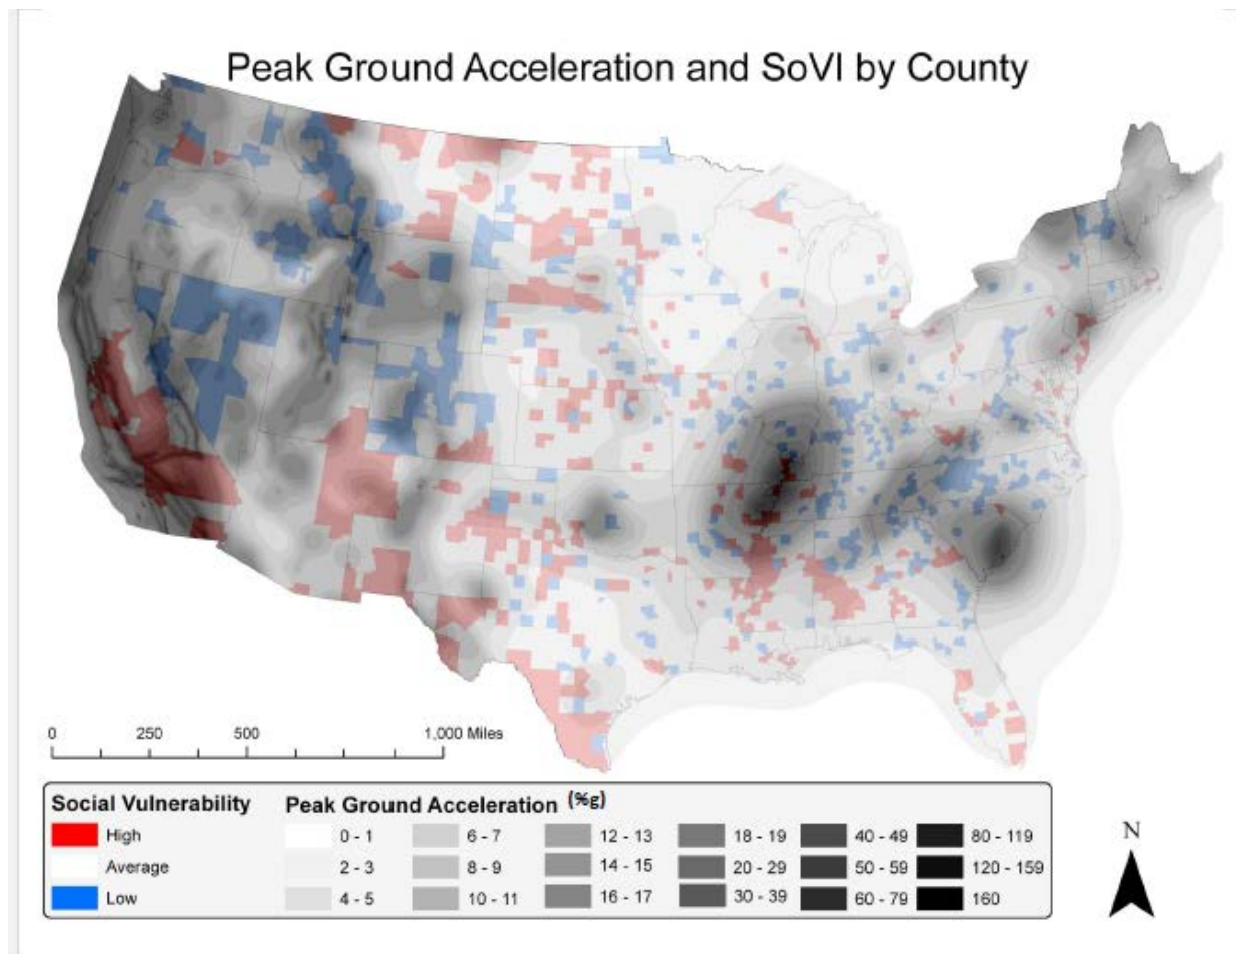 Peak Ground Acceleration and SoVI by County
0 250 500 1,000 Miles
Social Vulnerability
High
Average
Low
Peak Ground Acceleration (%g)
0 - 1 6 - 7 12 - 13 18 - 19 40 - 49 80 - 119
2 - 3 8 - 9 14 - 15 20 - 29 50 - 59 120 - 159
4 - 5 10 - 11 16 - 17 30 - 39 60 - 79 160
N